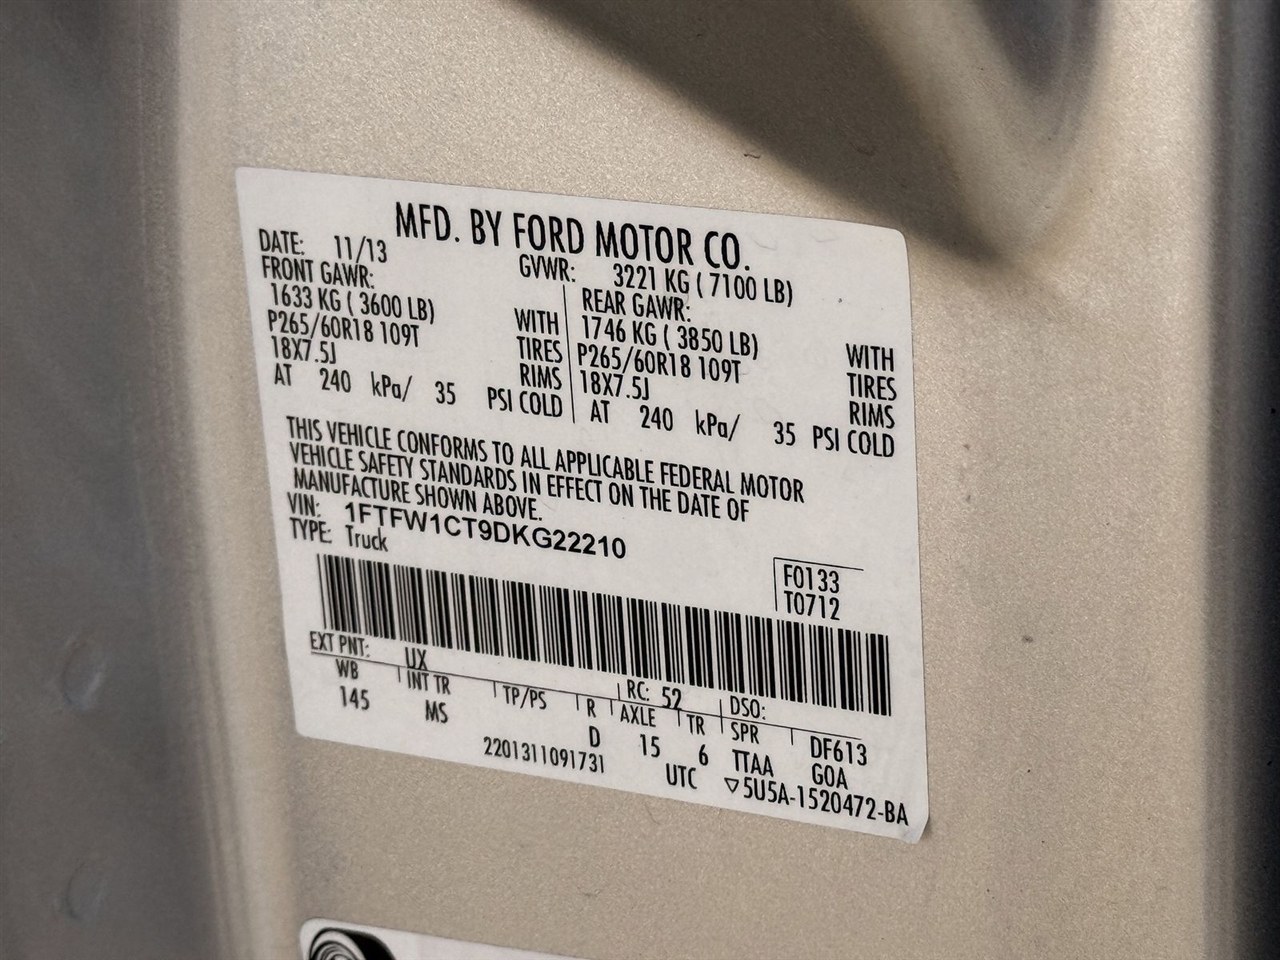 MFD. BY FORD MOTOR CO.
DATE: 11/13 GVWR: 3221 KG ( 7100 LB)
FRONT GAWR: REAR GAWR:
1633 KG ( 3600 LB) WITH 1746 KG ( 3850 LB) WITH
P265/60R18 109T TIRES P265/60R18 109T TIRES
18X7.5J RIMS 18X7.5J RIMS
AT 240 kPa/ 35 PSI COLD AT 240 kPa/ 35 PSI COLD
THIS VEHICLE CONFORMS TO ALL APPLICABLE FEDERAL MOTOR
VEHICLE SAFETY STANDARDS IN EFFECT ON THE DATE OF
MANUFACTURE SHOWN ABOVE.
VIN: 1FTFW1CT9DKG22210
TYPE: Truck
F0133
T0712
EXT PNT: UX RC: 52 DSO:
WB INT TR TP/PS R AXLE TR SPR DF613
145 MS D 15 6 TTAA GOA
2201311091731 UTC ▽5U5A-1520472-BA